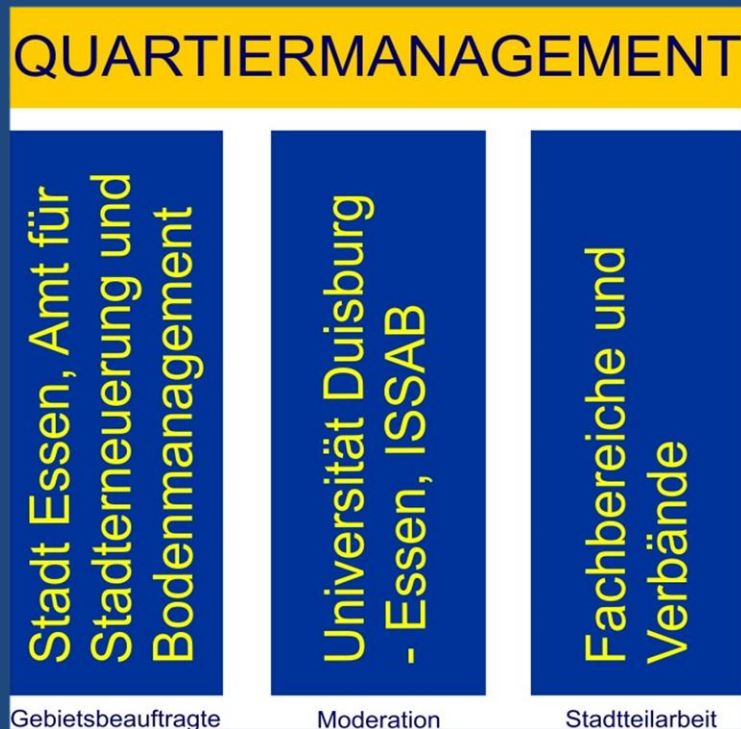 QUARTIERMANAGEMENT
Stadt Essen, Amt für
Stadterneuerung und
Bodenmanagement
Universität Duisburg
- Essen, ISSAB
Fachbereiche und
Verbände
Gebietsbeauftragte
Moderation
Stadtteilarbeit